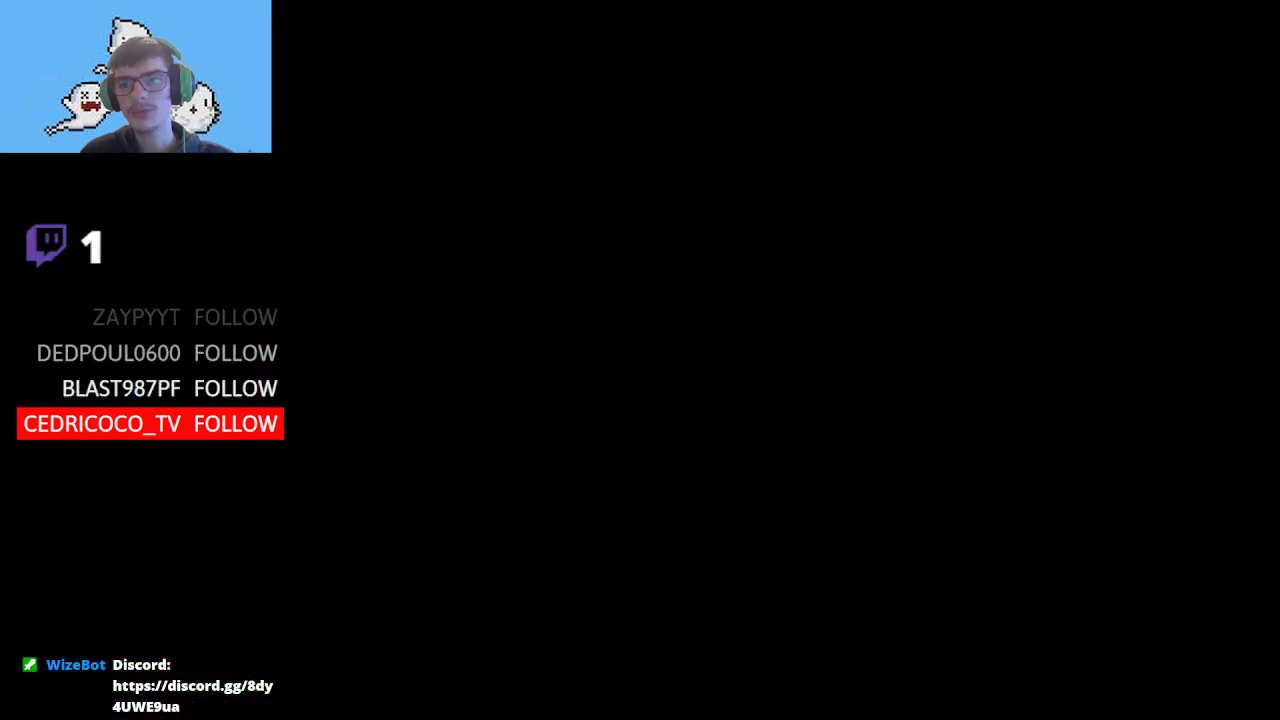 1
ZAYPYYT FOLLOW
DEDPOUL0600 FOLLOW
BLAST987PF FOLLOW
CEDRICOCO_TV FOLLOW
WizeBot Discord:
https://discord.gg/8dy
4UWE9ua